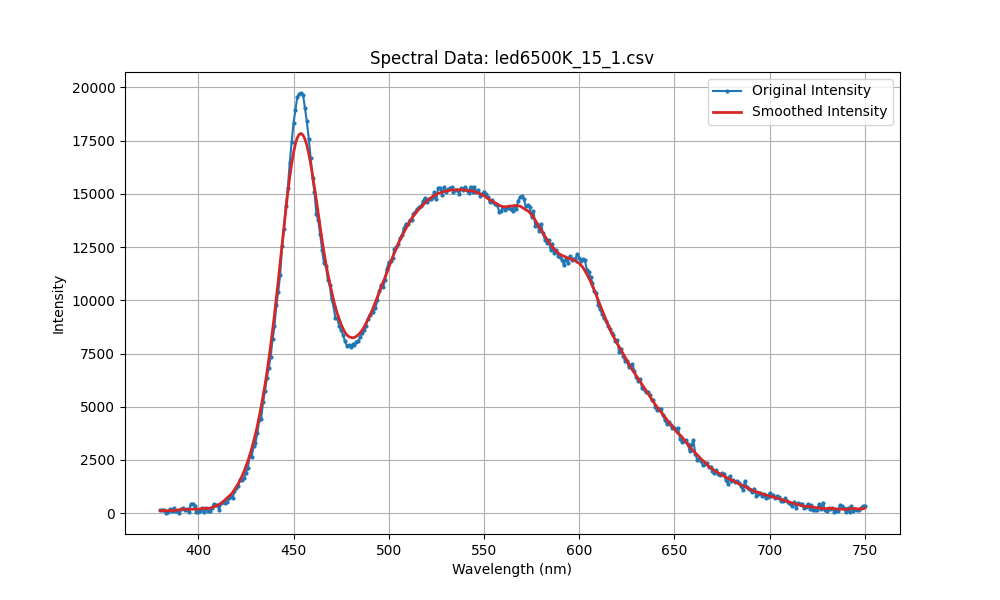 Spectral Data: led6500K_15_1.csv
Original Intensity
Smoothed Intensity
20000
17500
15000
12500
10000
7500
5000
2500
0
Intensity
400 450 500 550 600 650 700 750
Wavelength (nm)